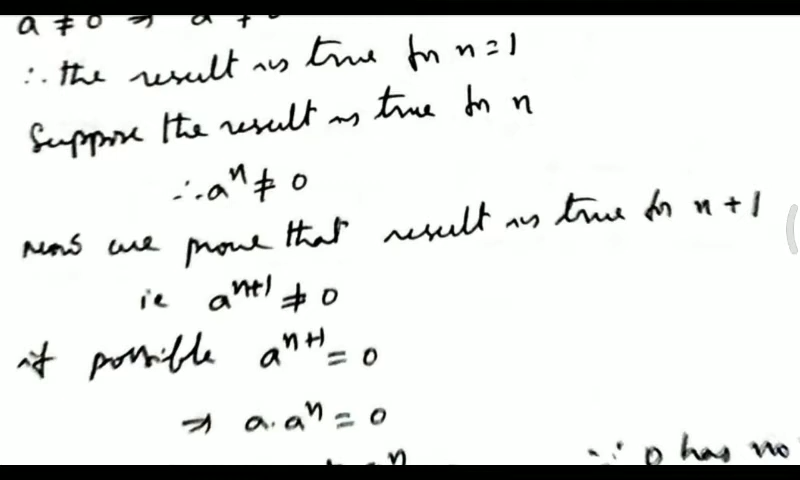 a ≠ 0 ⇒ a ≠
∴ the result is true for n = 1
Suppose the result is true for n
∴ aⁿ ≠ 0
now we prove that result is true for n + 1
ie aⁿ⁺¹ ≠ 0
if possible aⁿ⁺¹ = 0
⇒ a. aⁿ = 0
∵ 0 has no